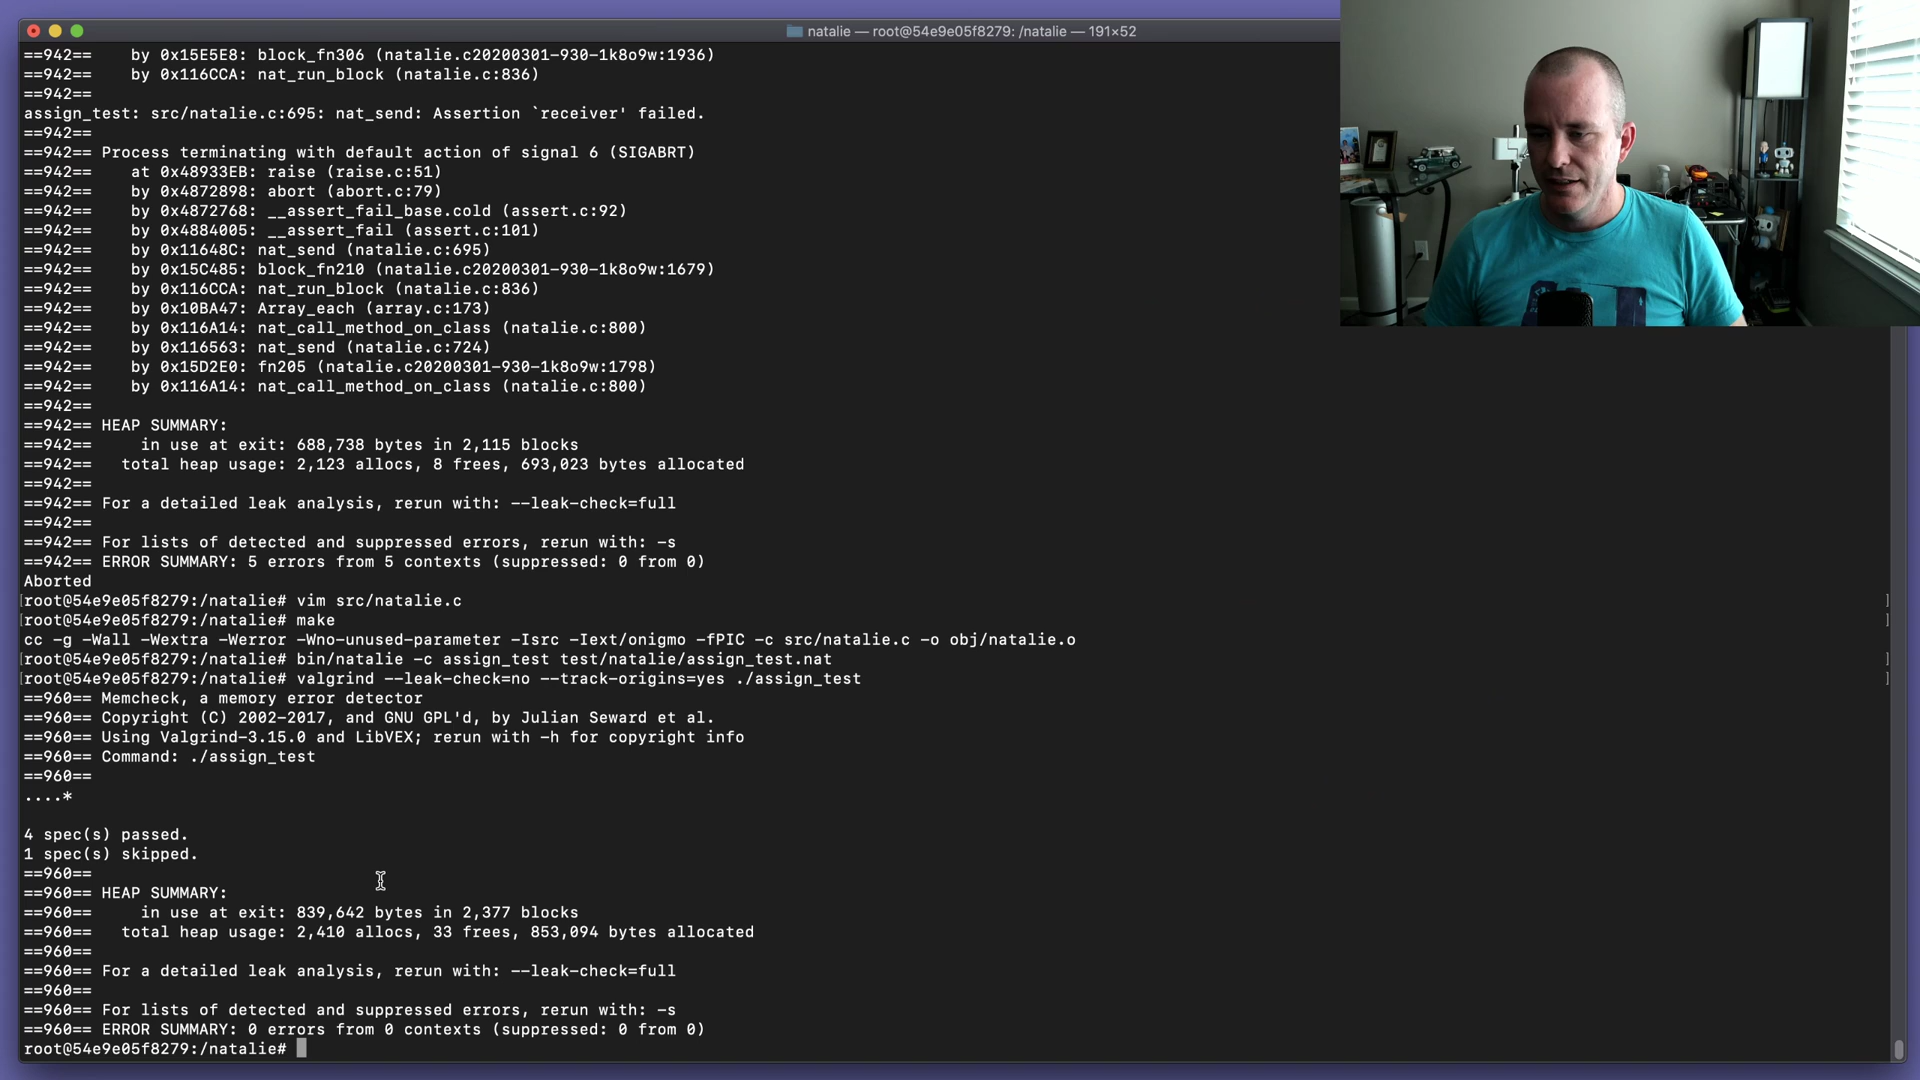 natalie — root@54e9e05f8279: /natalie — 191×52
==942==    by 0x15E5E8: block_fn306 (natalie.c20200301-930-1k8o9w:1936)
==942==    by 0x116CCA: nat_run_block (natalie.c:836)
==942==
assign_test: src/natalie.c:695: nat_send: Assertion `receiver' failed.
==942==
==942== Process terminating with default action of signal 6 (SIGABRT)
==942==    at 0x48933EB: raise (raise.c:51)
==942==    by 0x4872898: abort (abort.c:79)
==942==    by 0x4872768: __assert_fail_base.cold (assert.c:92)
==942==    by 0x4884005: __assert_fail (assert.c:101)
==942==    by 0x11648C: nat_send (natalie.c:695)
==942==    by 0x15C485: block_fn210 (natalie.c20200301-930-1k8o9w:1679)
==942==    by 0x116CCA: nat_run_block (natalie.c:836)
==942==    by 0x10BA47: Array_each (array.c:173)
==942==    by 0x116A14: nat_call_method_on_class (natalie.c:800)
==942==    by 0x116563: nat_send (natalie.c:724)
==942==    by 0x15D2E0: fn205 (natalie.c20200301-930-1k8o9w:1798)
==942==    by 0x116A14: nat_call_method_on_class (natalie.c:800)
==942==
==942== HEAP SUMMARY:
==942==     in use at exit: 688,738 bytes in 2,115 blocks
==942==   total heap usage: 2,123 allocs, 8 frees, 693,023 bytes allocated
==942==
==942== For a detailed leak analysis, rerun with: --leak-check=full
==942==
==942== For lists of detected and suppressed errors, rerun with: -s
==942== ERROR SUMMARY: 5 errors from 5 contexts (suppressed: 0 from 0)
Aborted
[root@54e9e05f8279:/natalie# vim src/natalie.c ]
[root@54e9e05f8279:/natalie# make ]
cc -g -Wall -Wextra -Werror -Wno-unused-parameter -Isrc -Iext/onigmo -fPIC -c src/natalie.c -o obj/natalie.o
[root@54e9e05f8279:/natalie# bin/natalie -c assign_test test/natalie/assign_test.nat ]
[root@54e9e05f8279:/natalie# valgrind --leak-check=no --track-origins=yes ./assign_test ]
==960== Memcheck, a memory error detector
==960== Copyright (C) 2002-2017, and GNU GPL'd, by Julian Seward et al.
==960== Using Valgrind-3.15.0 and LibVEX; rerun with -h for copyright info
==960== Command: ./assign_test
==960==
....*
4 spec(s) passed.
1 spec(s) skipped.
==960==
==960== HEAP SUMMARY:
==960==     in use at exit: 839,642 bytes in 2,377 blocks
==960==   total heap usage: 2,410 allocs, 33 frees, 853,094 bytes allocated
==960==
==960== For a detailed leak analysis, rerun with: --leak-check=full
==960==
==960== For lists of detected and suppressed errors, rerun with: -s
==960== ERROR SUMMARY: 0 errors from 0 contexts (suppressed: 0 from 0)
root@54e9e05f8279:/natalie#